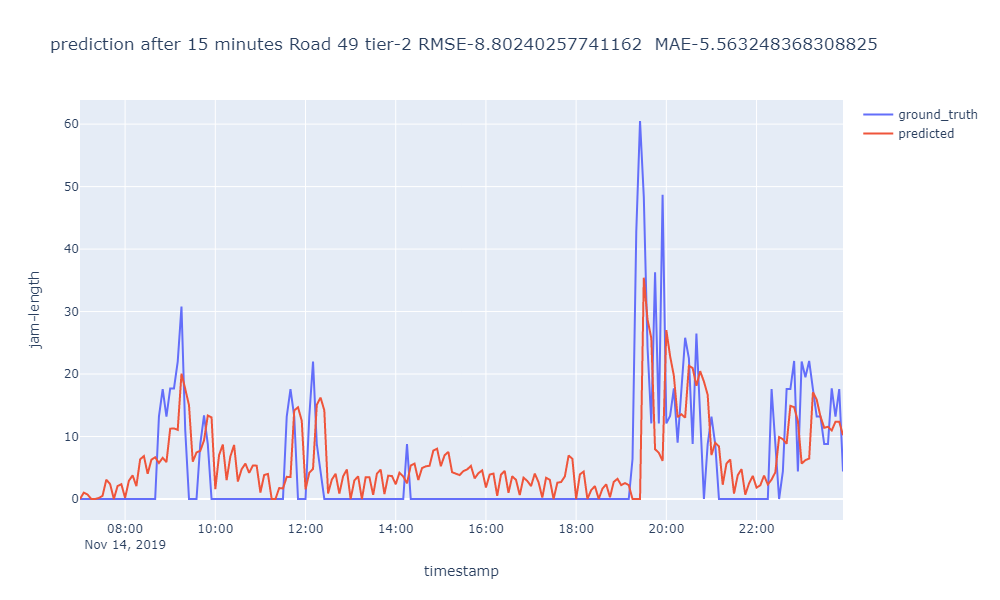 prediction after 15 minutes Road 49 tier-2 RMSE-8.80240257741162  MAE-5.563248368308825
ground_truth
predicted
60
50
40
30
20
10
0
jam-length
08:00 10:00 12:00 14:00 16:00 18:00 20:00 22:00
Nov 14, 2019
timestamp